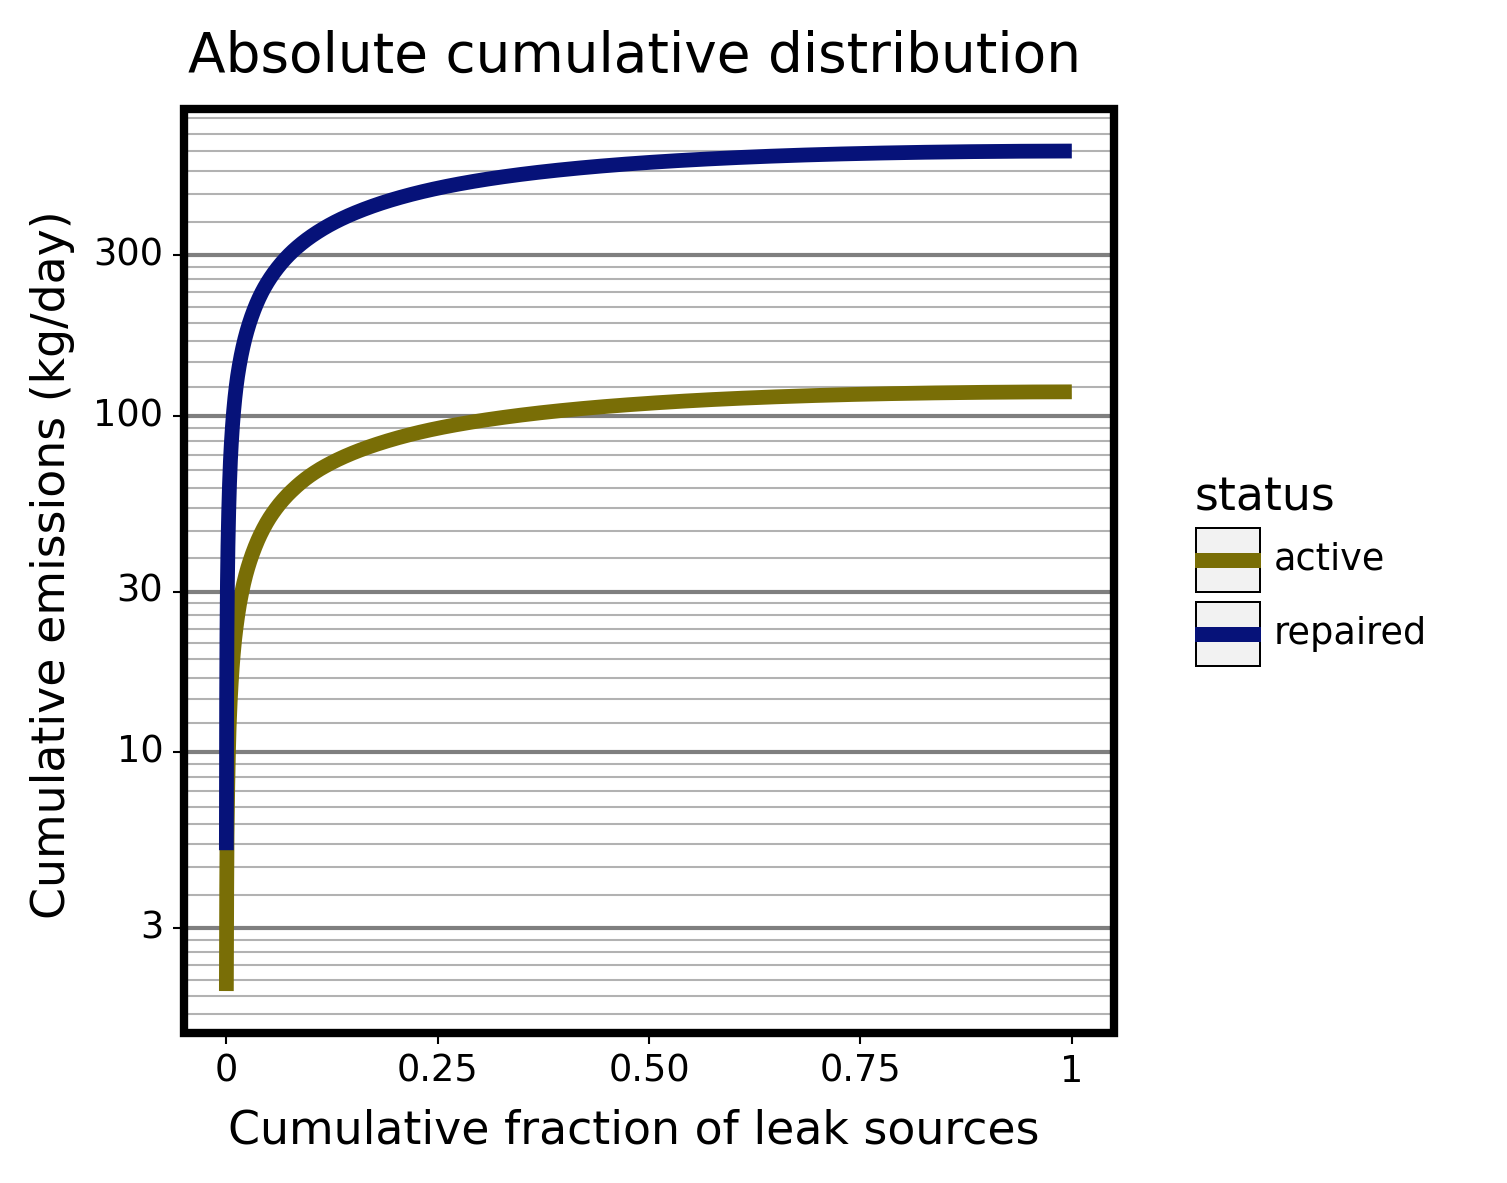 Absolute cumulative distribution
Cumulative emissions (kg/day)
300
100
30
10
3
0 0.25 0.50 0.75 1
Cumulative fraction of leak sources
status
active
repaired